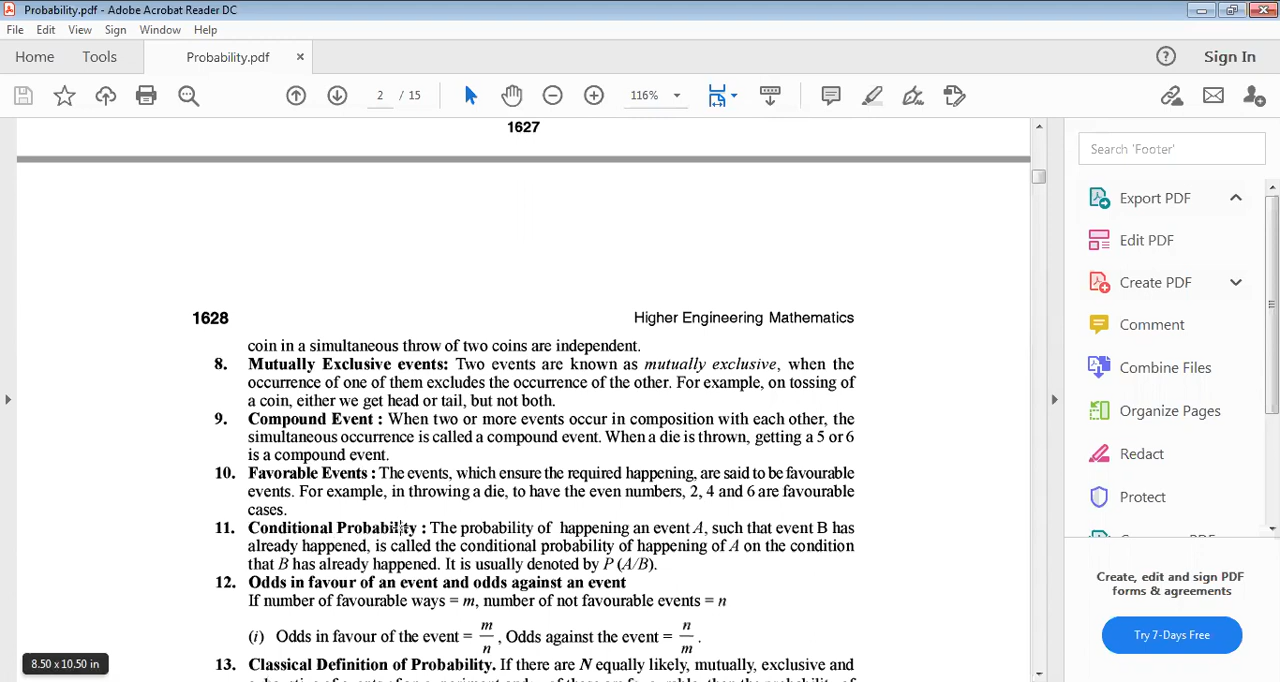 Probability.pdf - Adobe Acrobat Reader DC
File Edit View Sign Window Help
Home Tools Probability.pdf × Sign In
2 / 15 116%
1627
1628 Higher Engineering Mathematics
coin in a simultaneous throw of two coins are independent.
8. Mutually Exclusive events: Two events are known as mutually exclusive, when the
occurrence of one of them excludes the occurrence of the other. For example, on tossing of
a coin, either we get head or tail, but not both.
9. Compound Event : When two or more events occur in composition with each other, the
simultaneous occurrence is called a compound event. When a die is thrown, getting a 5 or 6
is a compound event.
10. Favorable Events : The events, which ensure the required happening, are said to be favourable
events. For example, in throwing a die, to have the even numbers, 2, 4 and 6 are favourable
cases.
11. Conditional Probability : The probability of happening an event A, such that event B has
already happened, is called the conditional probability of happening of A on the condition
that B has already happened. It is usually denoted by P (A/B).
12. Odds in favour of an event and odds against an event
If number of favourable ways = m, number of not favourable events = n
(i) Odds in favour of the event = m/n, Odds against the event = n/m.
13. Classical Definition of Probability. If there are N equally likely, mutually, exclusive and
8.50 x 10.50 in
Search 'Footer'
Export PDF
Edit PDF
Create PDF
Comment
Combine Files
Organize Pages
Redact
Protect
Create, edit and sign PDF
forms & agreements
Try 7-Days Free